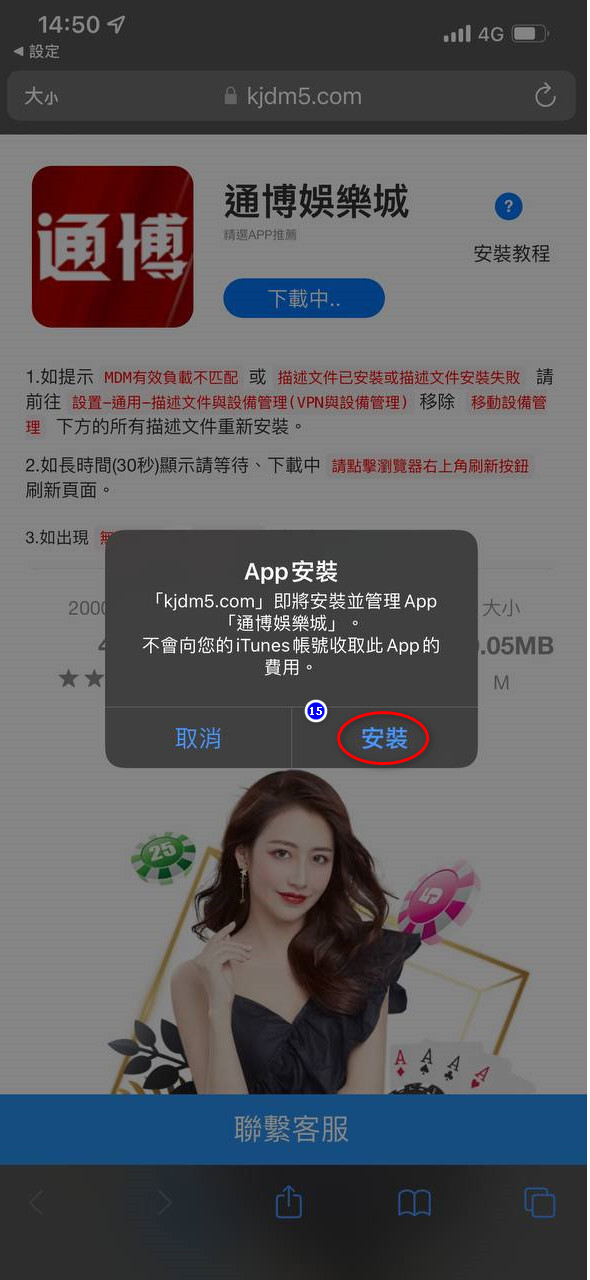 14:50
4G
◀ 設定
大小
kjdm5.com
通博
通博娛樂城
精選APP推薦
?
安裝教程
下載中..
1.如提示 MDM有效負載不匹配 或 描述文件已安裝或描述文件安裝失敗 請
前往 設置—通用—描述文件與設備管理(VPN與設備管理) 移除 移動設備管
理 下方的所有描述文件重新安裝。
2.如長時間(30秒)顯示請等待、下載中 請點擊瀏覽器右上角刷新按鈕
刷新頁面。
3.如出現
App安裝
「kjdm5.com」即將安裝並管理 App
「通博娛樂城」。
不會向您的 iTunes 帳號收取此 App 的
費用。
2000
大小
.05MB
★★
M
15
取消
安裝
25
5
A A A A
聯繫客服